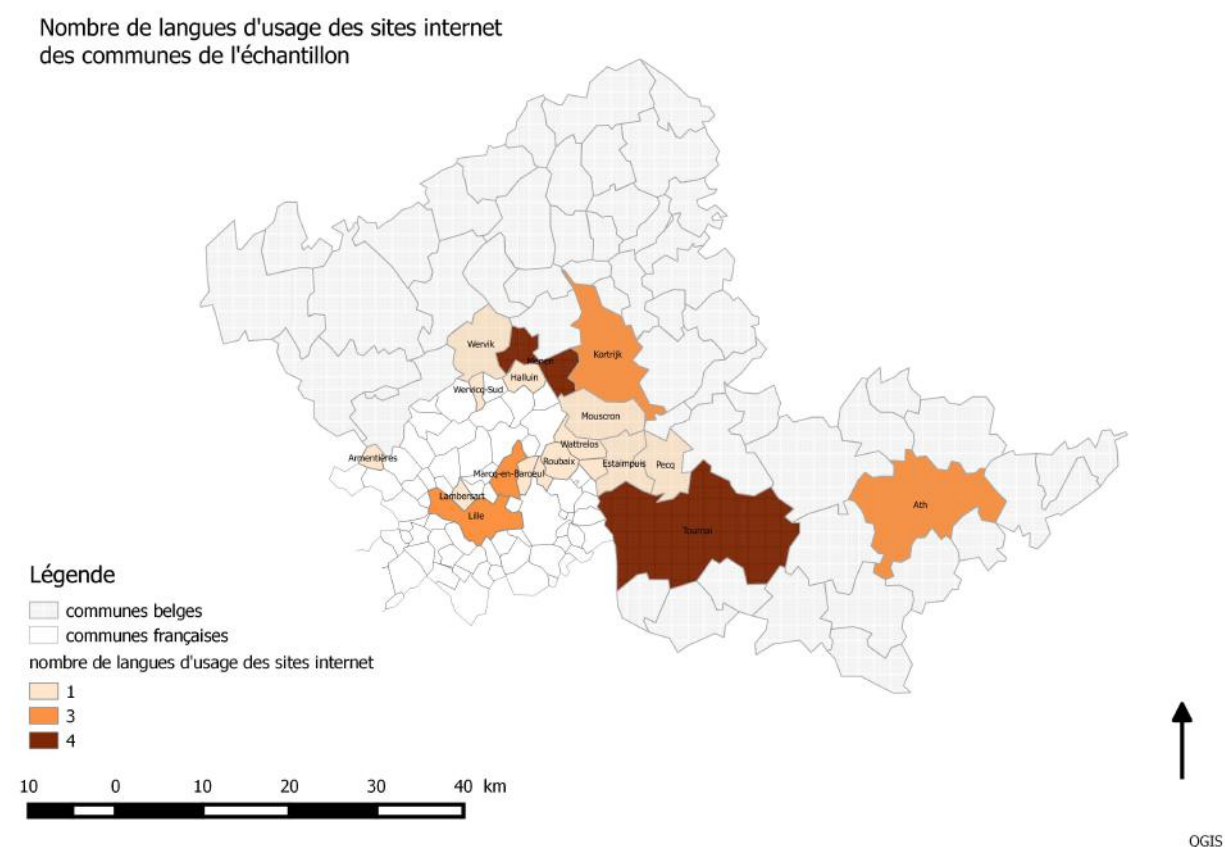 Nombre de langues d'usage des sites internet
des communes de l'échantillon
Wervik
Menen
Kortrijk
Halluin
Wervicq-Sud
Mouscron
Wattrelos
Armentières
Roubaix
Estaimpuis
Pecq
Marcq-en-Baroeul
Lambersart
Lille
Tournai
Ath
Légende
communes belges
communes françaises
nombre de langues d'usage des sites internet
1
3
4
10 0 10 20 30 40 km
QGIS